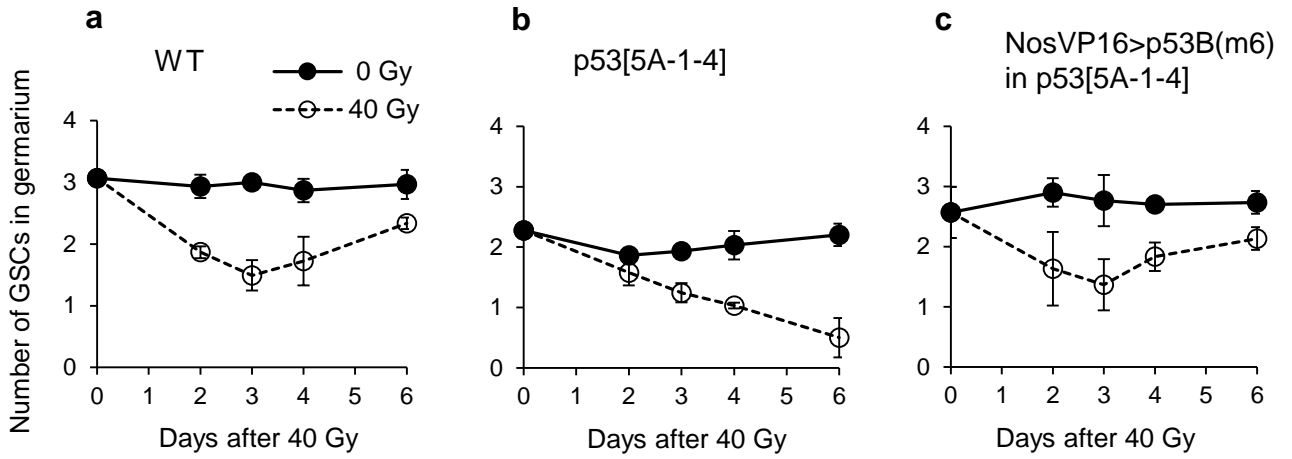 a
WT
0 Gy
40 Gy
Number of GSCs in germarium
4
3
2
1
0
0 1 2 3 4 5 6
Days after 40 Gy
b
p53[5A-1-4]
4
3
2
1
0
0 1 2 3 4 5 6
Days after 40 Gy
c
NosVP16>p53B(m6)
in p53[5A-1-4]
4
3
2
1
0
0 1 2 3 4 5 6
Days after 40 Gy